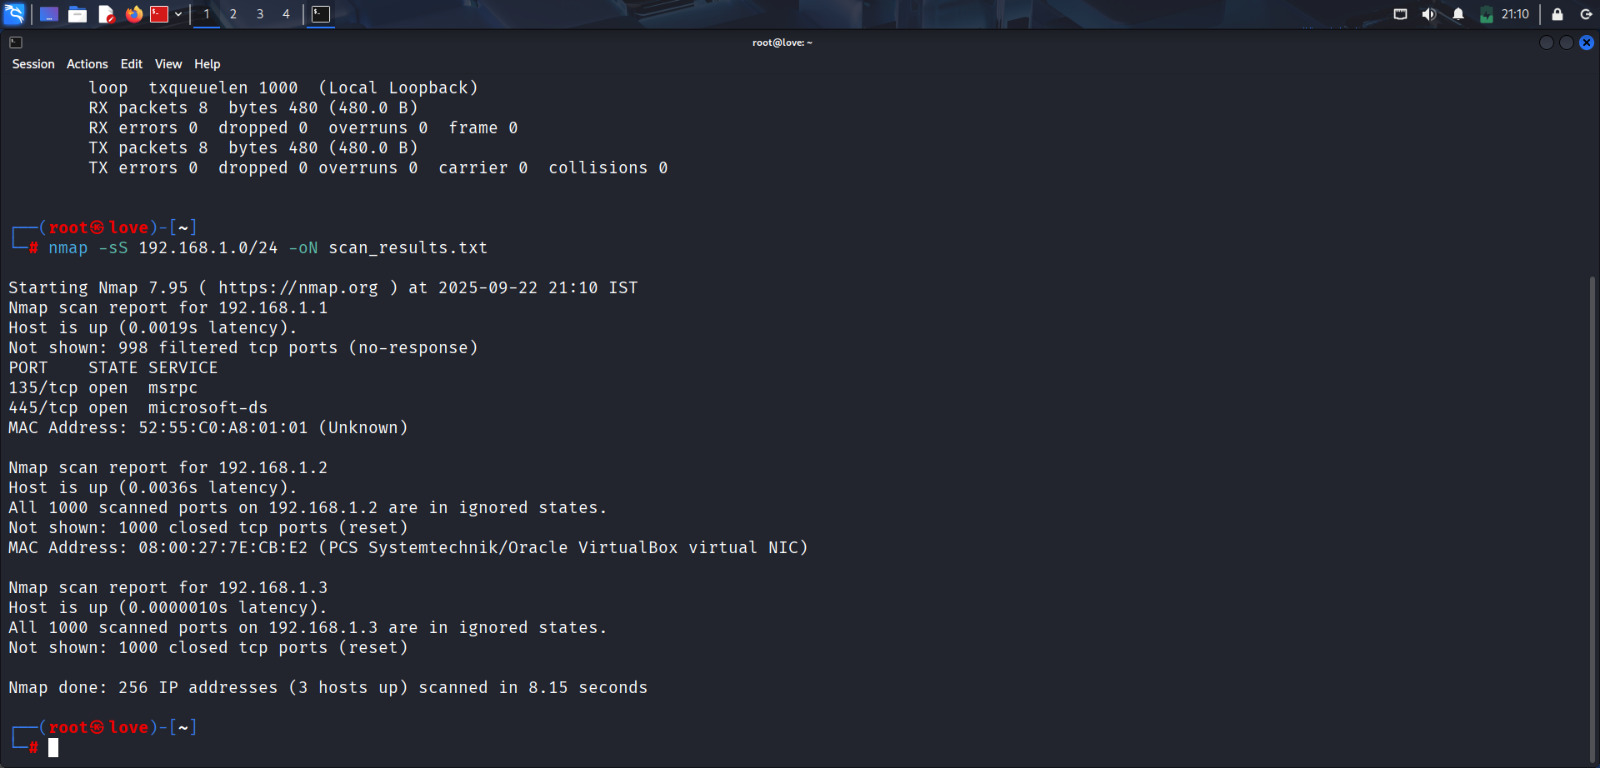 1 2 3 4 21:10
root@love: ~
Session Actions Edit View Help
loop  txqueuelen 1000  (Local Loopback)
RX packets 8  bytes 480 (480.0 B)
RX errors 0  dropped 0  overruns 0  frame 0
TX packets 8  bytes 480 (480.0 B)
TX errors 0  dropped 0 overruns 0  carrier 0  collisions 0
┌──(root㉿love)-[~]
└─# nmap -sS 192.168.1.0/24 -oN scan_results.txt
Starting Nmap 7.95 ( https://nmap.org ) at 2025-09-22 21:10 IST
Nmap scan report for 192.168.1.1
Host is up (0.0019s latency).
Not shown: 998 filtered tcp ports (no-response)
PORT    STATE SERVICE
135/tcp open  msrpc
445/tcp open  microsoft-ds
MAC Address: 52:55:C0:A8:01:01 (Unknown)
Nmap scan report for 192.168.1.2
Host is up (0.0036s latency).
All 1000 scanned ports on 192.168.1.2 are in ignored states.
Not shown: 1000 closed tcp ports (reset)
MAC Address: 08:00:27:7E:CB:E2 (PCS Systemtechnik/Oracle VirtualBox virtual NIC)
Nmap scan report for 192.168.1.3
Host is up (0.0000010s latency).
All 1000 scanned ports on 192.168.1.3 are in ignored states.
Not shown: 1000 closed tcp ports (reset)
Nmap done: 256 IP addresses (3 hosts up) scanned in 8.15 seconds
┌──(root㉿love)-[~]
└─#